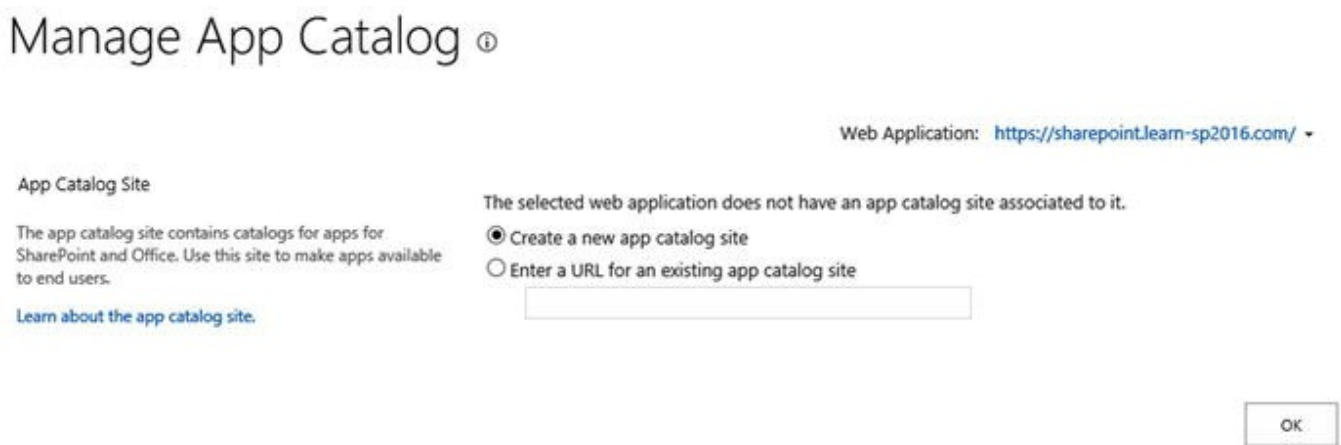 Manage App Catalog
Web Application: https://sharepoint.learn-sp2016.com/
App Catalog Site
The app catalog site contains catalogs for apps for
SharePoint and Office. Use this site to make apps available
to end users.
Learn about the app catalog site.
The selected web application does not have an app catalog site associated to it.
Create a new app catalog site
Enter a URL for an existing app catalog site
OK